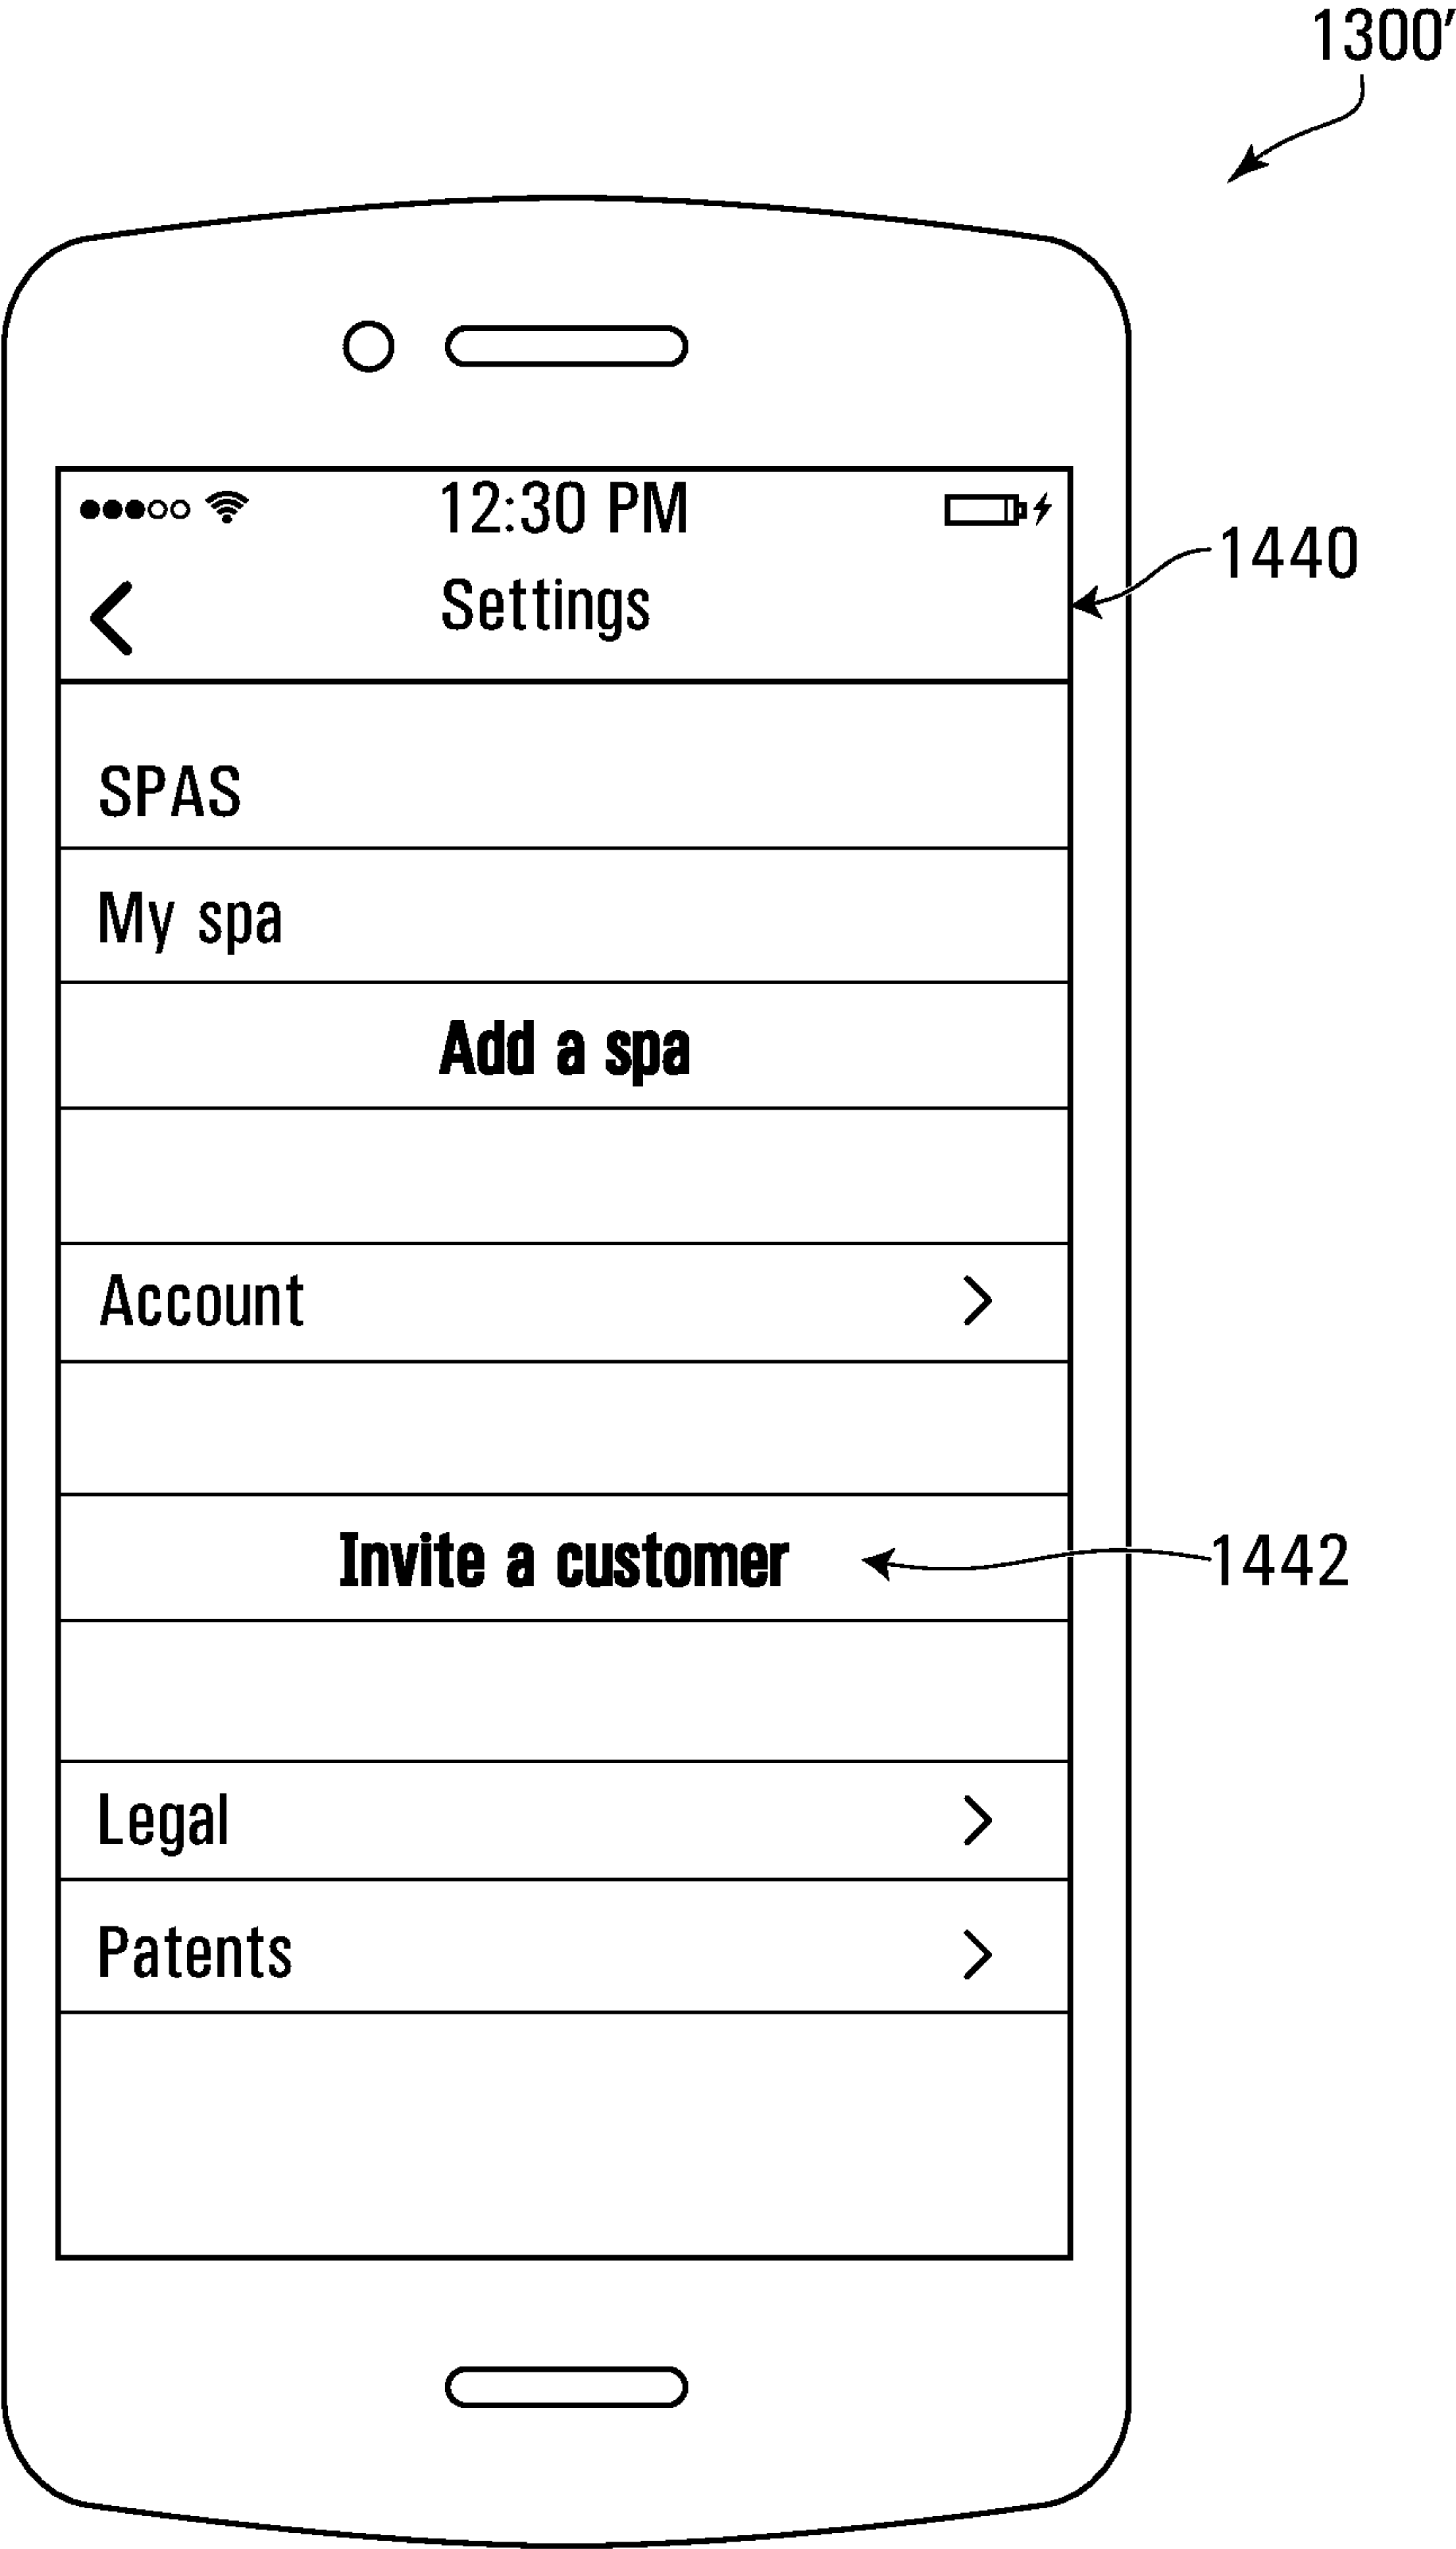 1300'
12:30 PM
Settings
1440
SPAS
My spa
Add a spa
Account
Invite a customer
1442
Legal
Patents